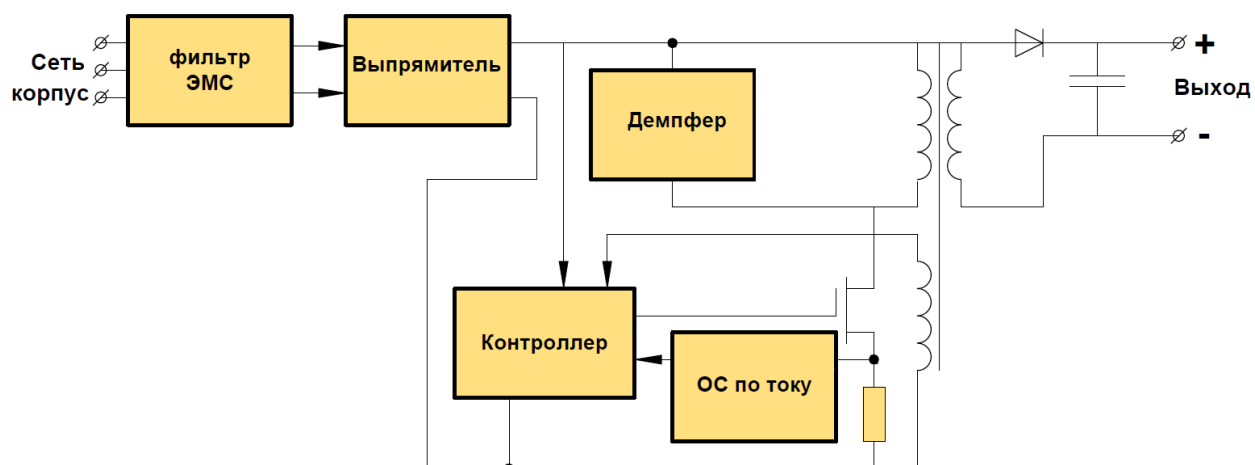 Сеть
корпус
фильтр
ЭМС
Выпрямитель
Демпфер
+
Выход
-
Контроллер
ОС по току